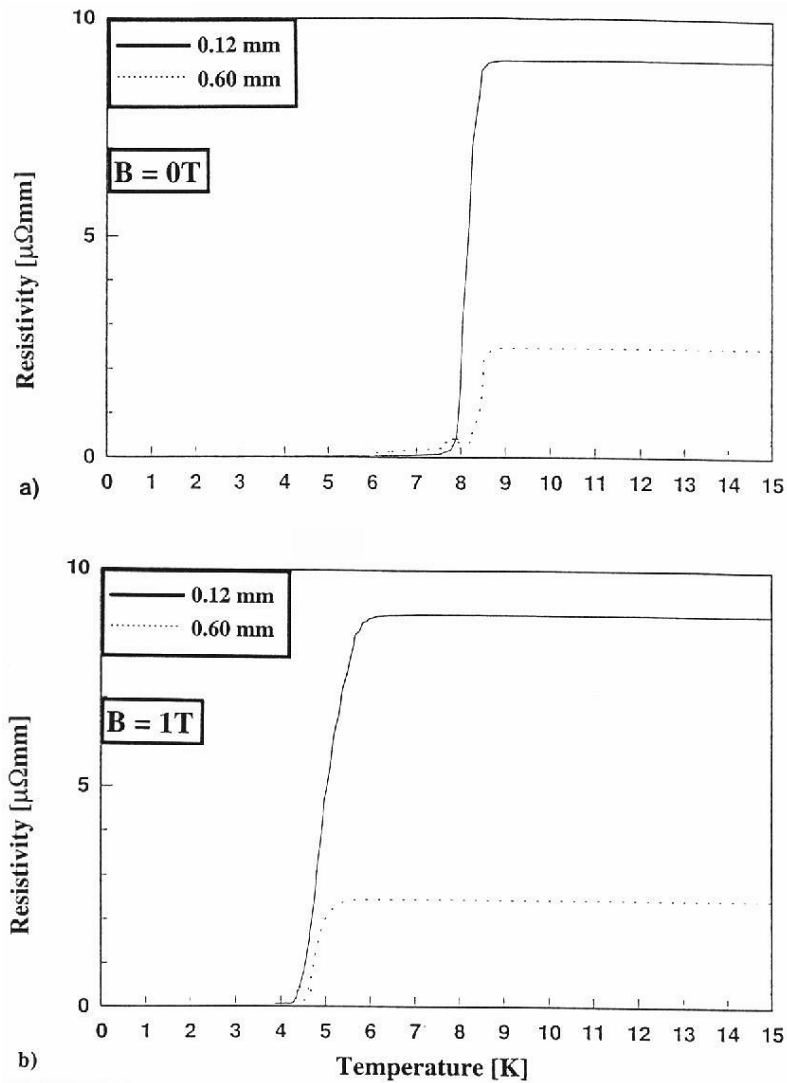 10
0.12 mm
0.60 mm
B = 0T
5
0
Resistivity [μΩmm]
0 1 2 3 4 5 6 7 8 9 10 11 12 13 14 15
a)
10
0.12 mm
0.60 mm
B = 1T
5
0
Resistivity [μΩmm]
0 1 2 3 4 5 6 7 8 9 10 11 12 13 14 15
b)
Temperature [K]